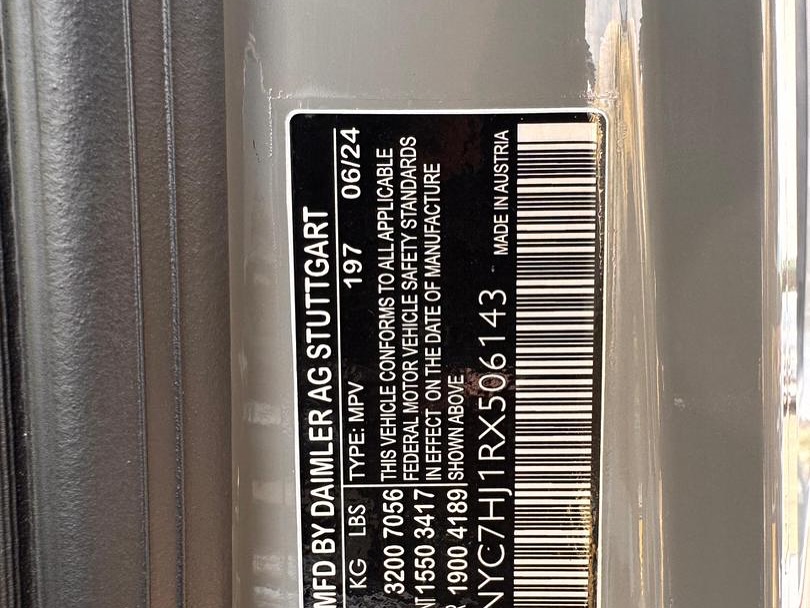 MFD BY DAIMLER AG STUTTGART
KG LBS TYPE: MPV 197 06/24
3200 7056 THIS VEHICLE CONFORMS TO ALL APPLICABLE
1550 3417 FEDERAL MOTOR VEHICLE SAFETY STANDARDS
IN EFFECT ON THE DATE OF MANUFACTURE
1900 4189 SHOWN ABOVE
NYC7HJ1RX506143 MADE IN AUSTRIA